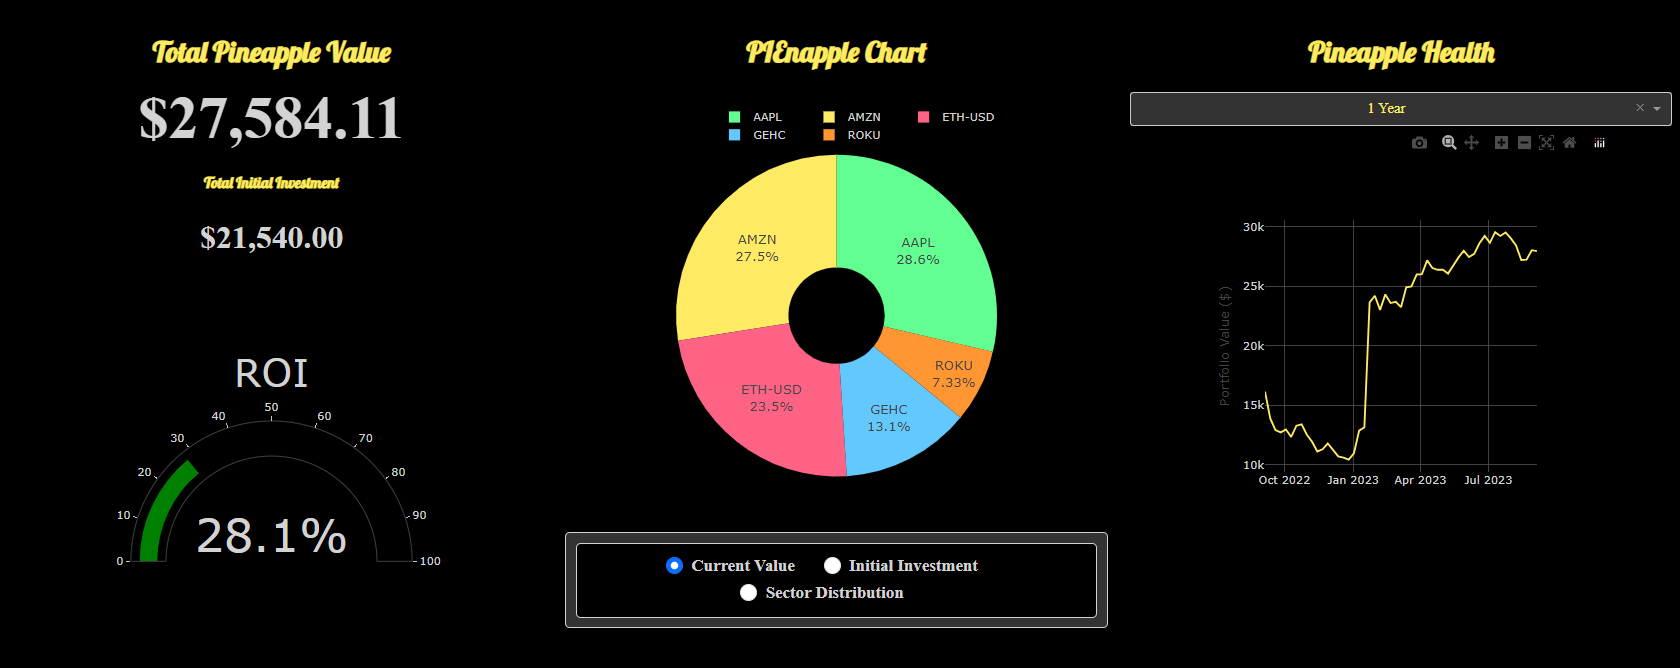 Total Pineapple Value
$27,584.11
Total Initial Investment
$21,540.00
ROI
0
10
20
30
40
50
60
70
80
90
100
28.1%
PIEnapple Chart
AAPL AMZN ETH-USD
GEHC ROKU
AMZN
27.5%
AAPL
28.6%
ROKU
7.33%
ETH-USD
23.5%
GEHC
13.1%
Current Value Initial Investment
Sector Distribution
Pineapple Health
1 Year
Portfolio Value ($)
30k
25k
20k
15k
10k
Oct 2022 Jan 2023 Apr 2023 Jul 2023